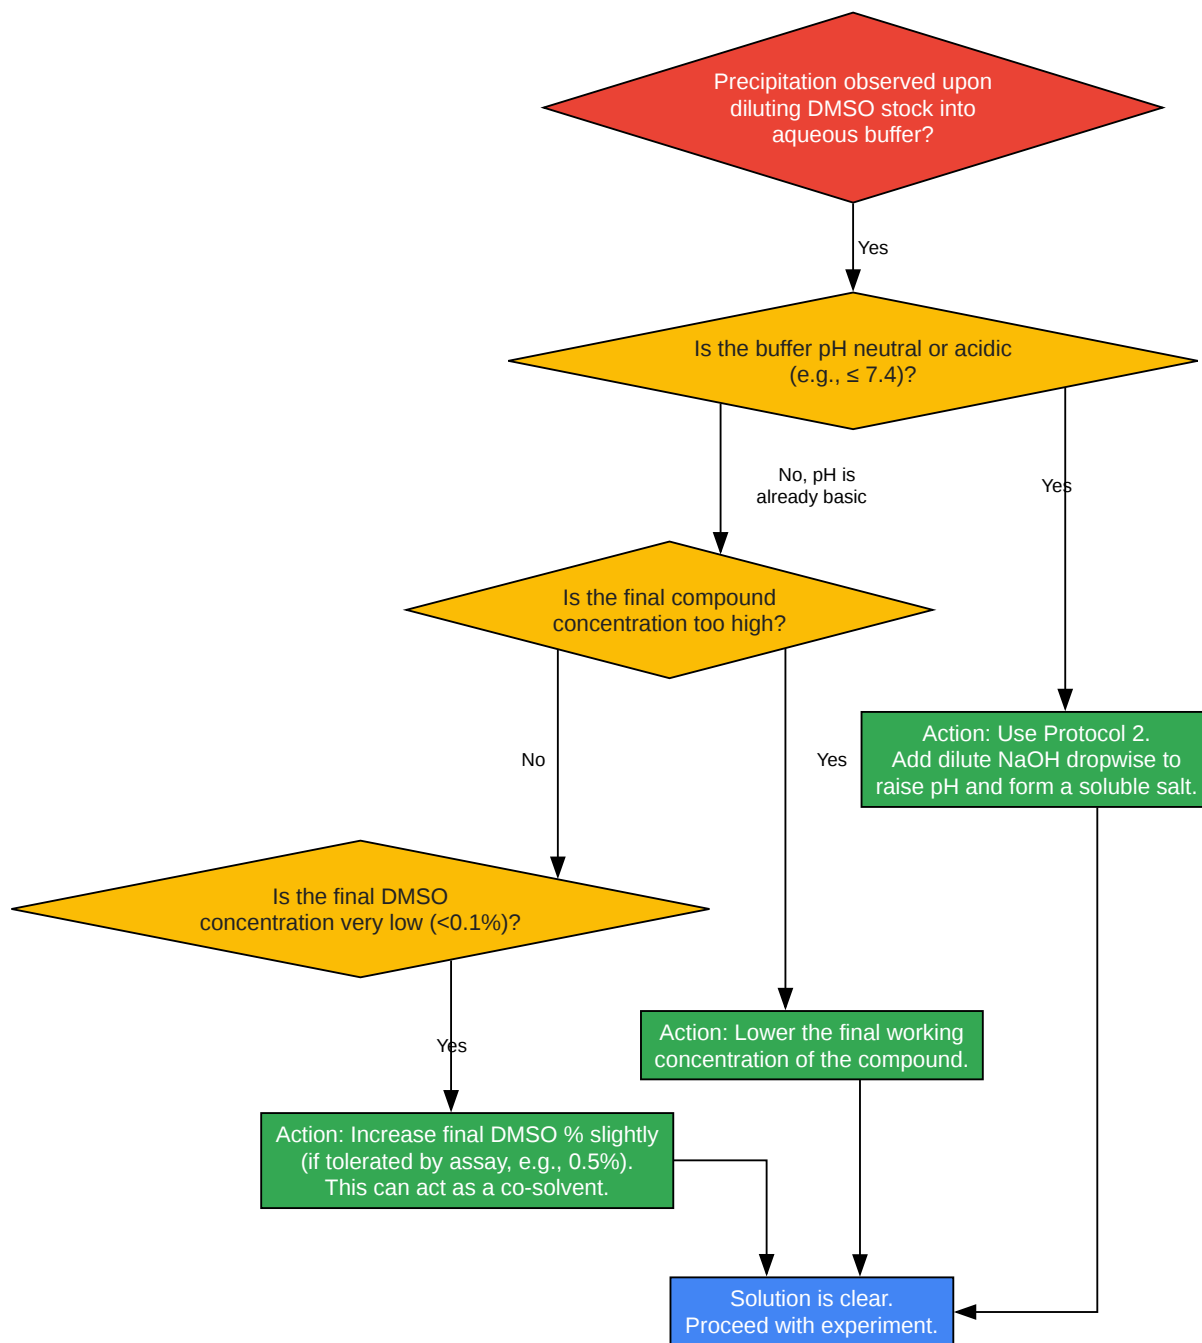 Precipitation observed upon
diluting DMSO stock into
aqueous buffer?
Yes
Is the buffer pH neutral or acidic
(e.g., ≤ 7.4)?
No, pH is
already basic
Yes
Is the final compound
concentration too high?
No
Yes
Action: Use Protocol 2.
Add dilute NaOH dropwise to
raise pH and form a soluble salt.
Is the final DMSO
concentration very low (<0.1%)?
Yes
Action: Lower the final working
concentration of the compound.
Action: Increase final DMSO % slightly
(if tolerated by assay, e.g., 0.5%).
This can act as a co-solvent.
Solution is clear.
Proceed with experiment.